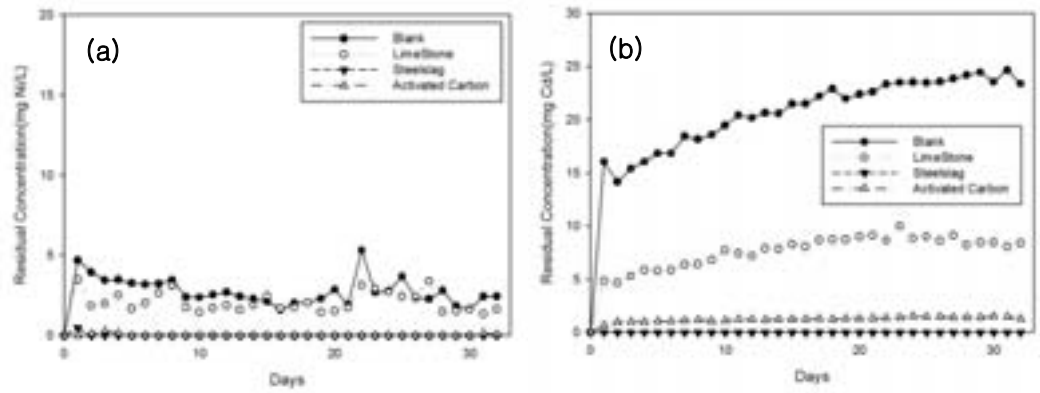 (a)
Blank
LimeStone
Steelslag
Activated Carbon
Residual Concentration(mg Ni/L)
20
15
10
5
0
0
10
20
30
Days
(b)
Blank
LimeStone
Steelslag
Activated Carbon
Residual Concentration(mg Cd/L)
30
25
20
15
10
5
0
0
10
20
30
Days